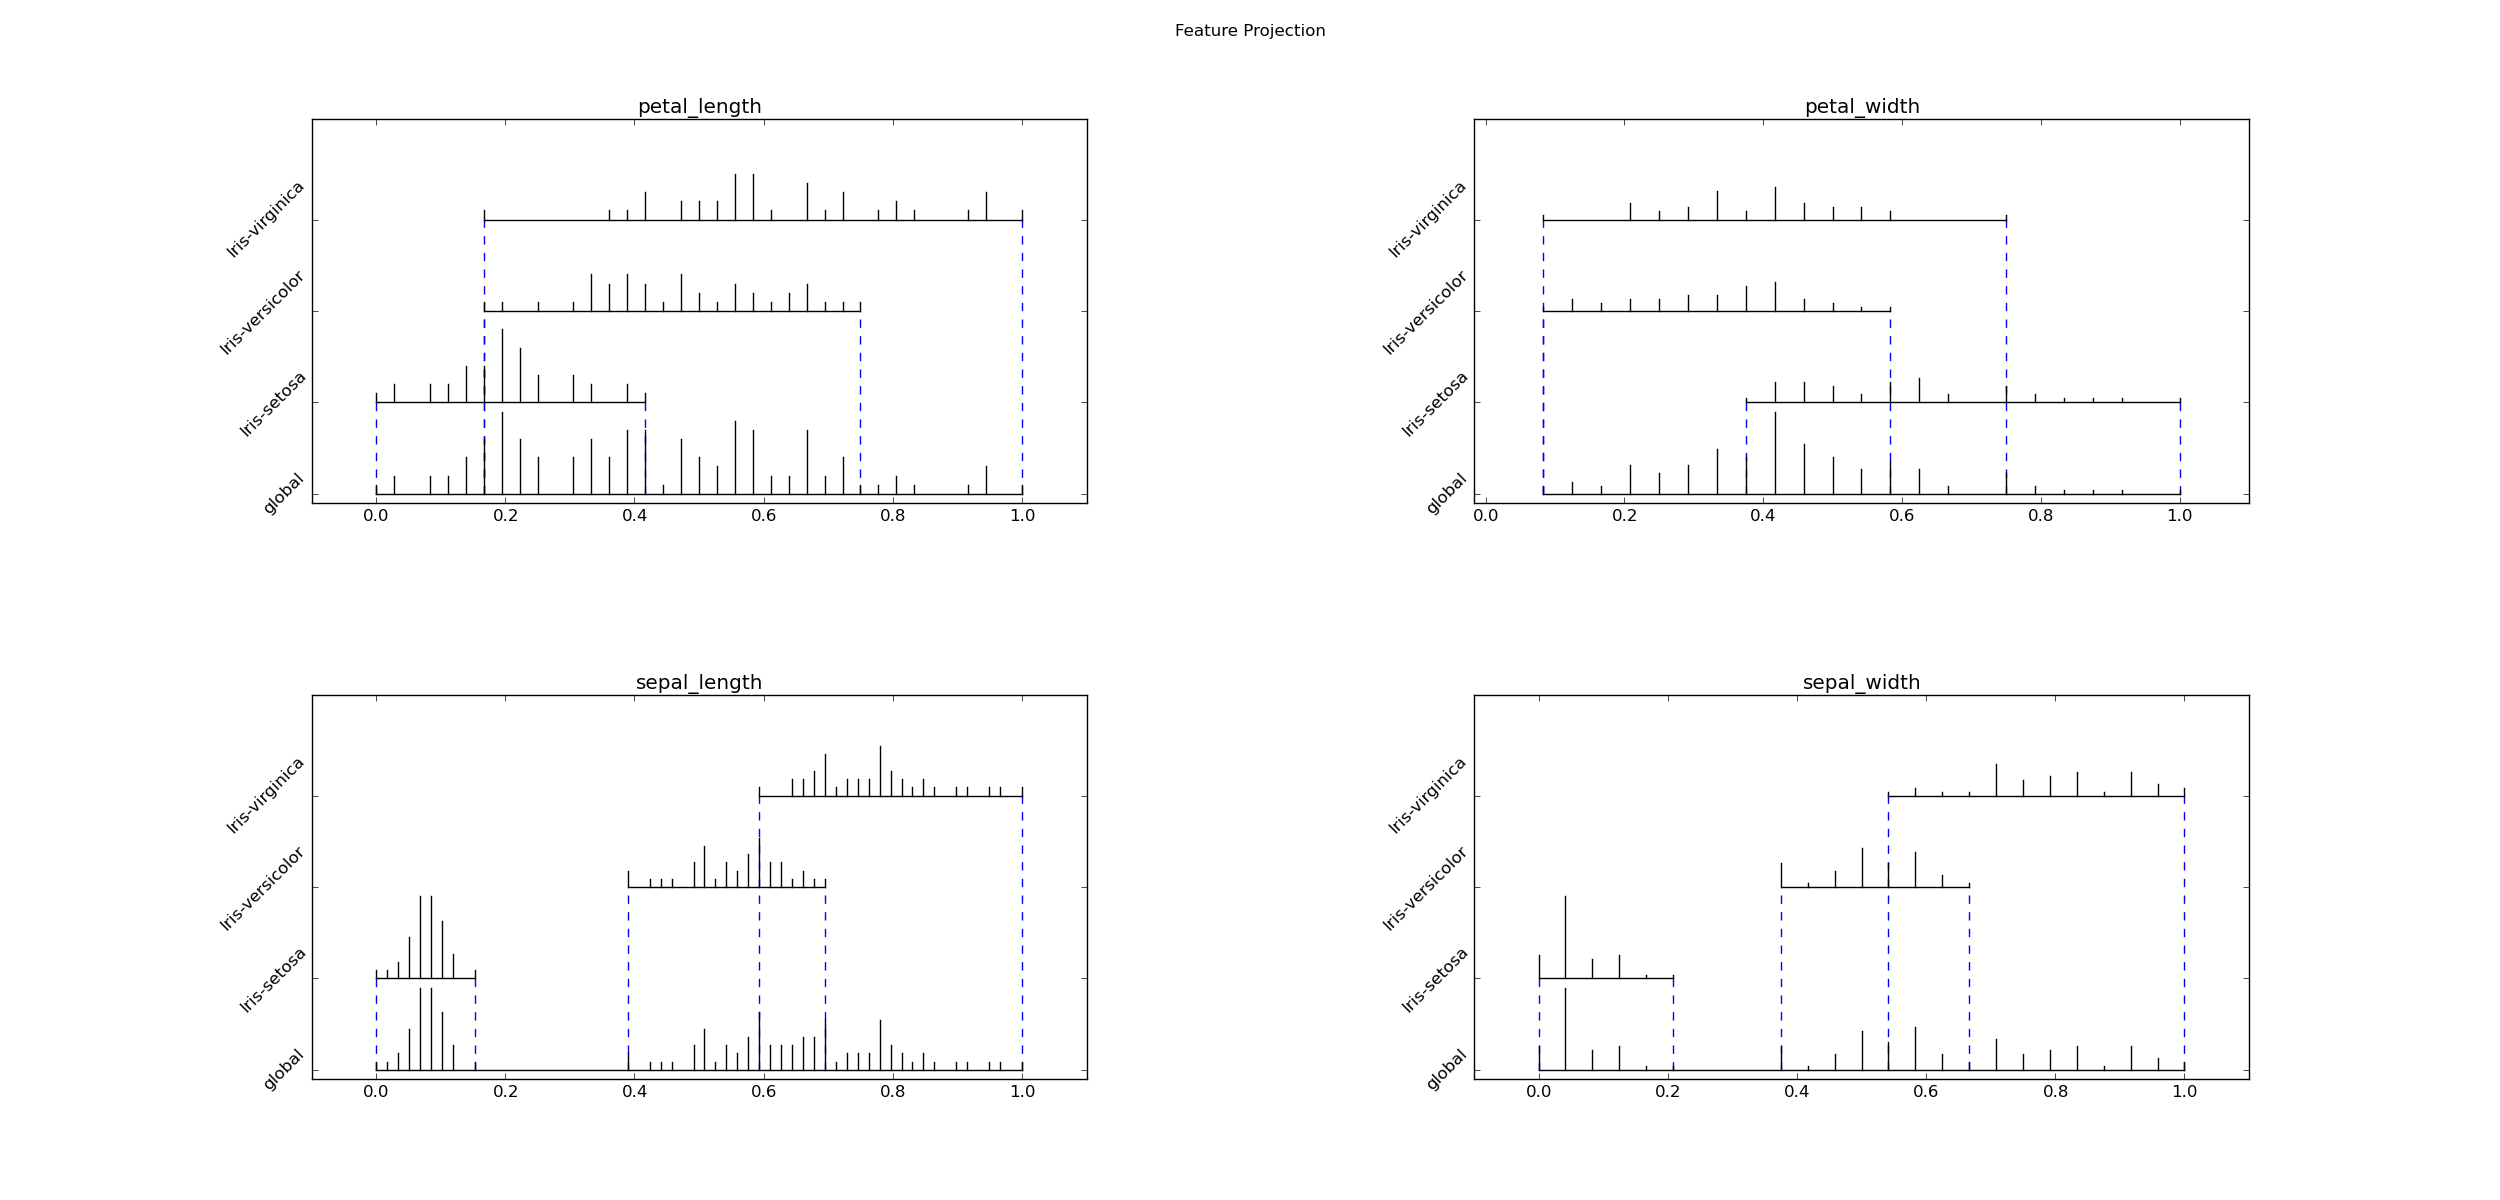 Feature Projection
petal_length
Iris-virginica
Iris-versicolor
Iris-setosa
global
0.0 0.2 0.4 0.6 0.8 1.0
petal_width
Iris-virginica
Iris-versicolor
Iris-setosa
global
0.0 0.2 0.4 0.6 0.8 1.0
sepal_length
Iris-virginica
Iris-versicolor
Iris-setosa
global
0.0 0.2 0.4 0.6 0.8 1.0
sepal_width
Iris-virginica
Iris-versicolor
Iris-setosa
global
0.0 0.2 0.4 0.6 0.8 1.0